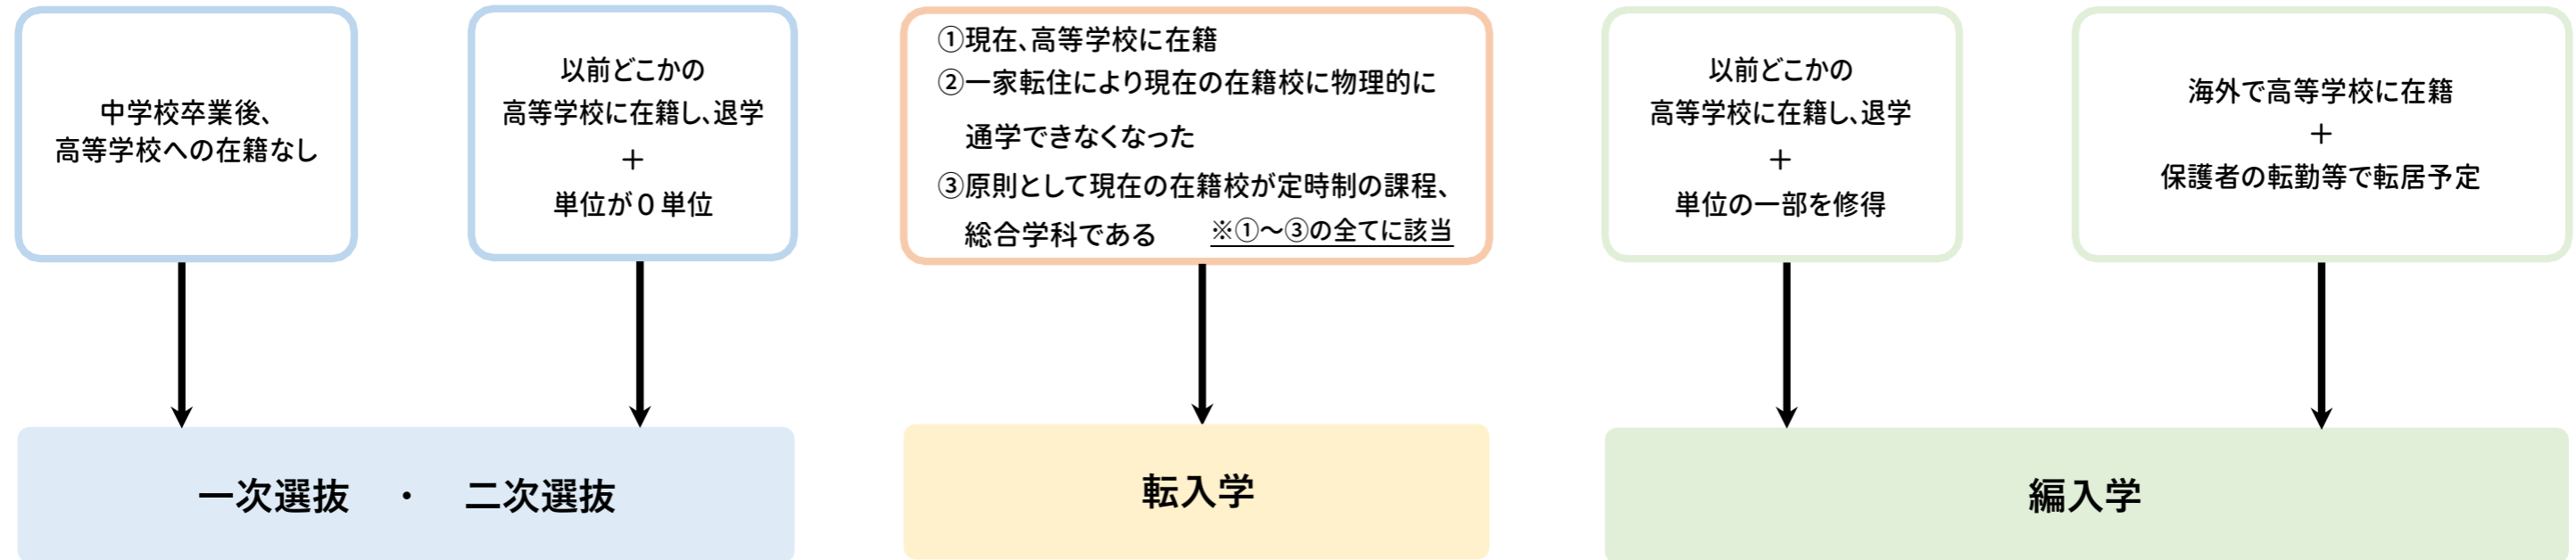 中学校卒業後、
高等学校への在籍なし
以前どこかの
高等学校に在籍し、退学
＋
単位が０単位
①現在、高等学校に在籍
②一家転住により現在の在籍校に物理的に
通学できなくなった
③原則として現在の在籍校が定時制の課程、
総合学科である　※①～③の全てに該当
以前どこかの
高等学校に在籍し、退学
＋
単位の一部を修得
海外で高等学校に在籍
＋
保護者の転勤等で転居予定
一次選抜　・　二次選抜
転入学
編入学